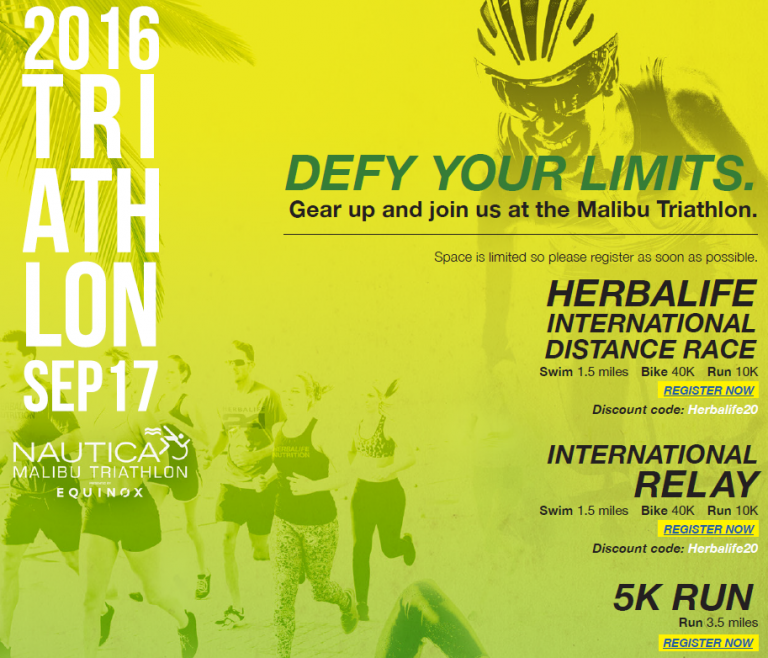 2016
TRI
ATH
LON
SEP17
NAUTICA
MALIBU TRIATHLON
EQUINOX
DEFY YOUR LIMITS.
Gear up and join us at the Malibu Triathlon.
Space is limited so please register as soon as possible.
HERBALIFE
INTERNATIONAL
DISTANCE RACE
Swim 1.5 miles Bike 40K Run 10K
REGISTER NOW
Discount code: Herbalife20
INTERNATIONAL
RELAY
Swim 1.5 miles Bike 40K Run 10K
REGISTER NOW
Discount code: Herbalife20
5K RUN
Run 3.5 miles
REGISTER NOW
HERBALIFE
NUTRITION